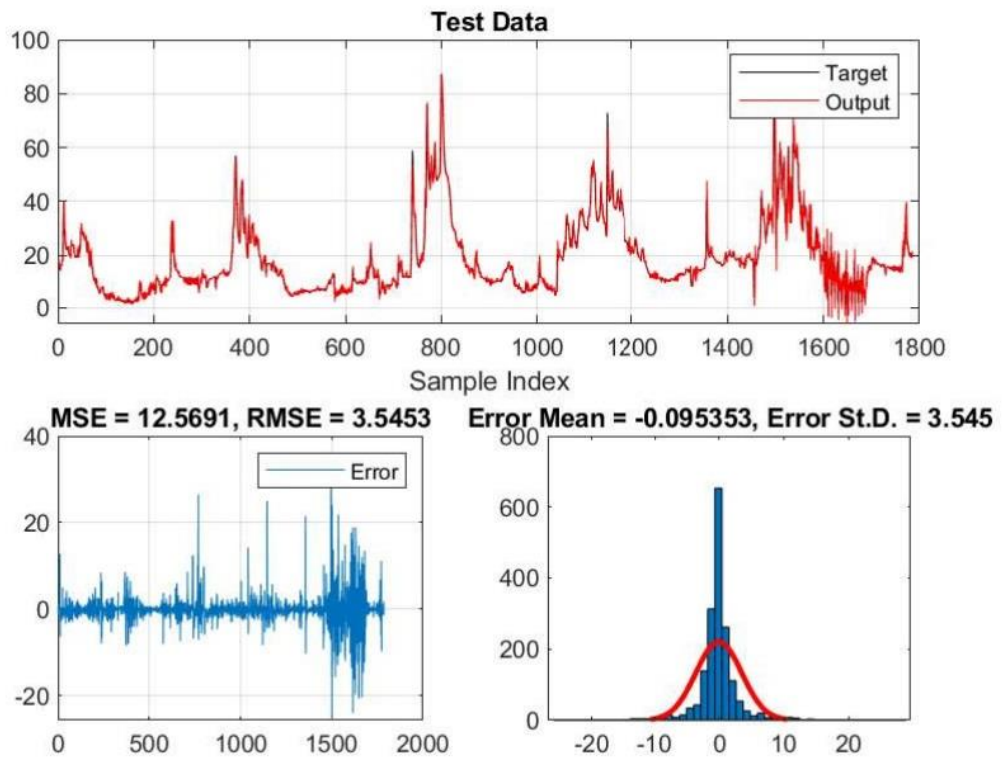 Test Data
100
80
60
40
20
0
Target
Output
0 200 400 600 800 1000 1200 1400 1600 1800
Sample Index
MSE = 12.5691, RMSE = 3.5453
40
20
0
-20
Error
0 500 1000 1500 2000
Error Mean = -0.095353, Error St.D. = 3.545
800
600
400
200
0
-20 -10 0 10 20